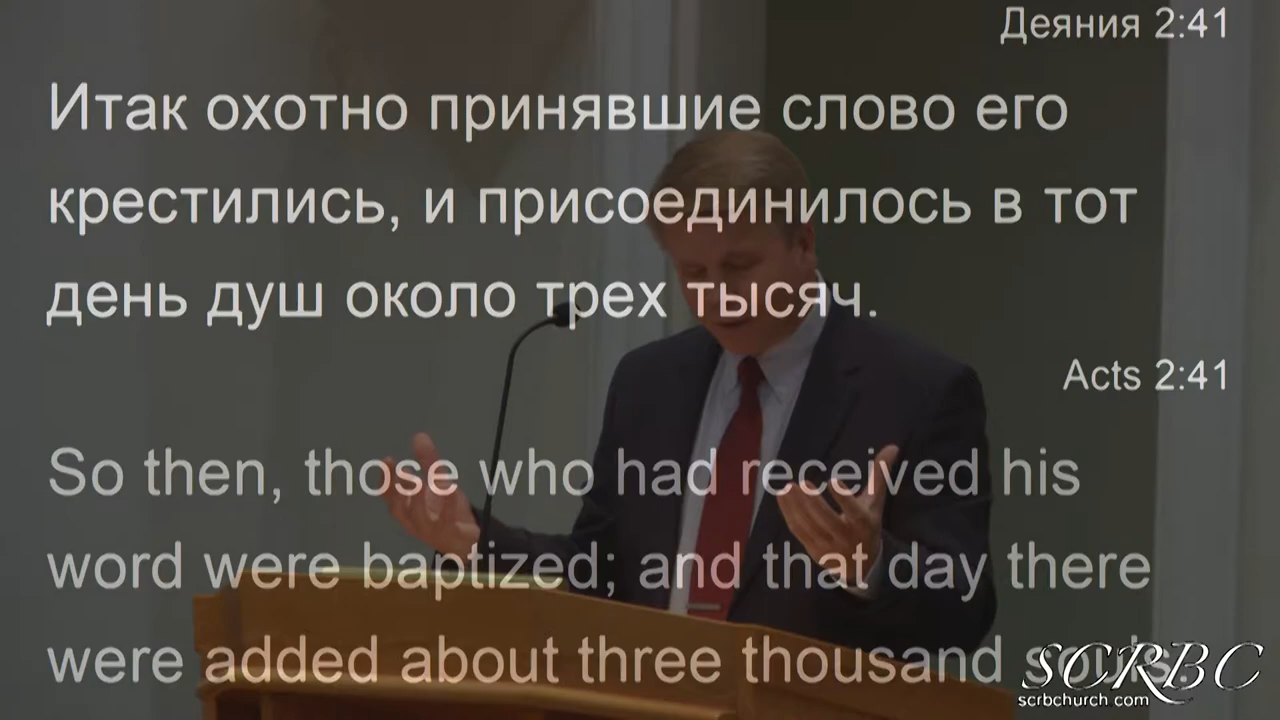 Деяния 2:41
Итак охотно принявшие слово его
крестились, и присоединилось в тот
день душ около трех тысяч.
Acts 2:41
So then, those who had received his
word were baptized; and that day there
were added about three thousand souls.
SCRBC
scrbchurch.com